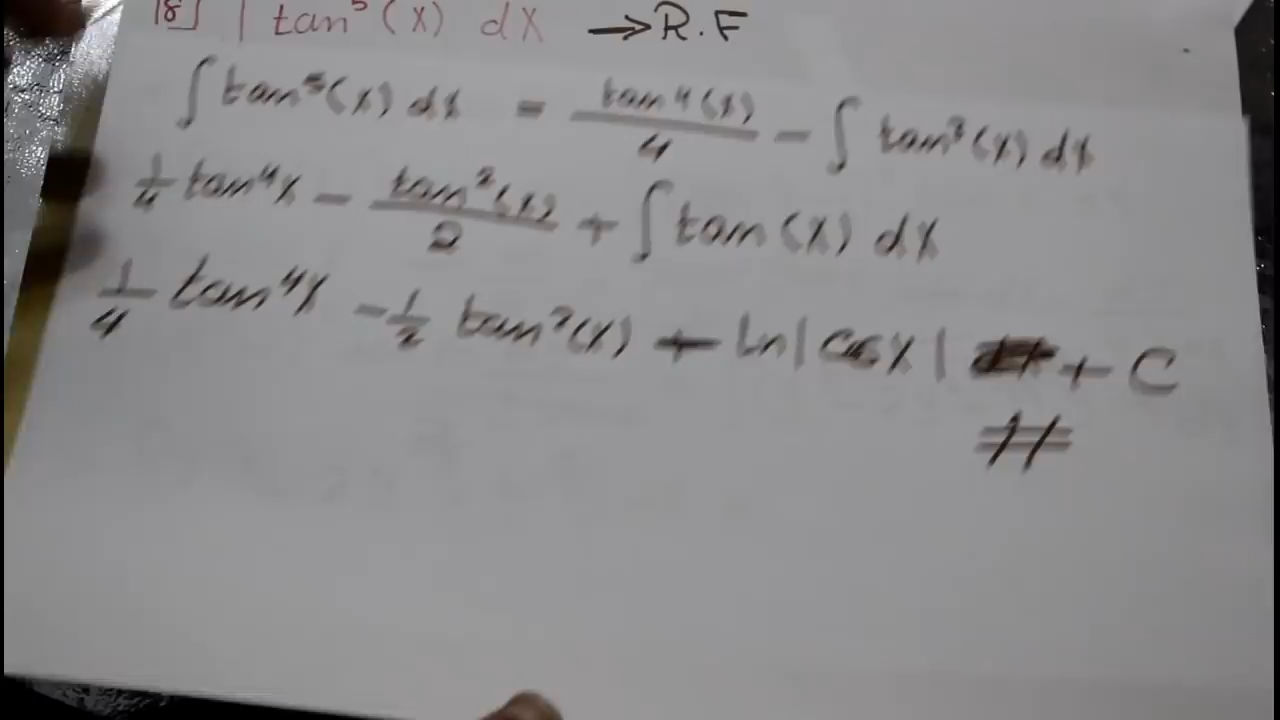 18] ∫ tan⁵(x) dx → R.F
∫ tan⁵(x) dx = tan⁴(x)/4 − ∫ tan³(x) dx
1/4 tan⁴x − tan²(x)/2 + ∫ tan(x) dx
1/4 tan⁴x − 1/2 tan²(x) + ln|cosx| + C